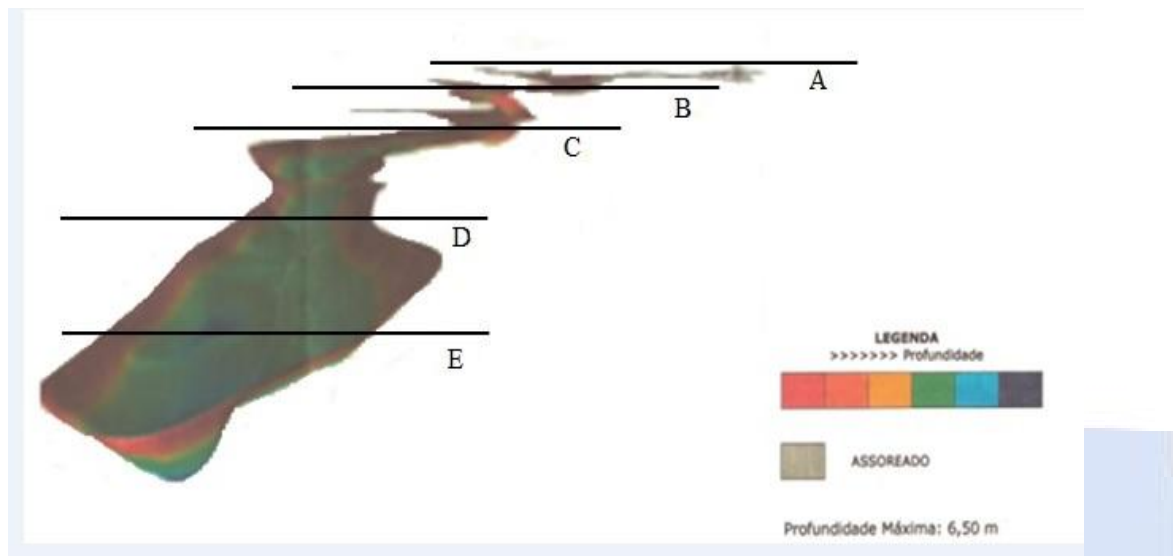 A
B
C
D
E
LEGENDA
>>>>>>> Profundidade
ASSOREADO
Profundidade Máxima: 6,50 m